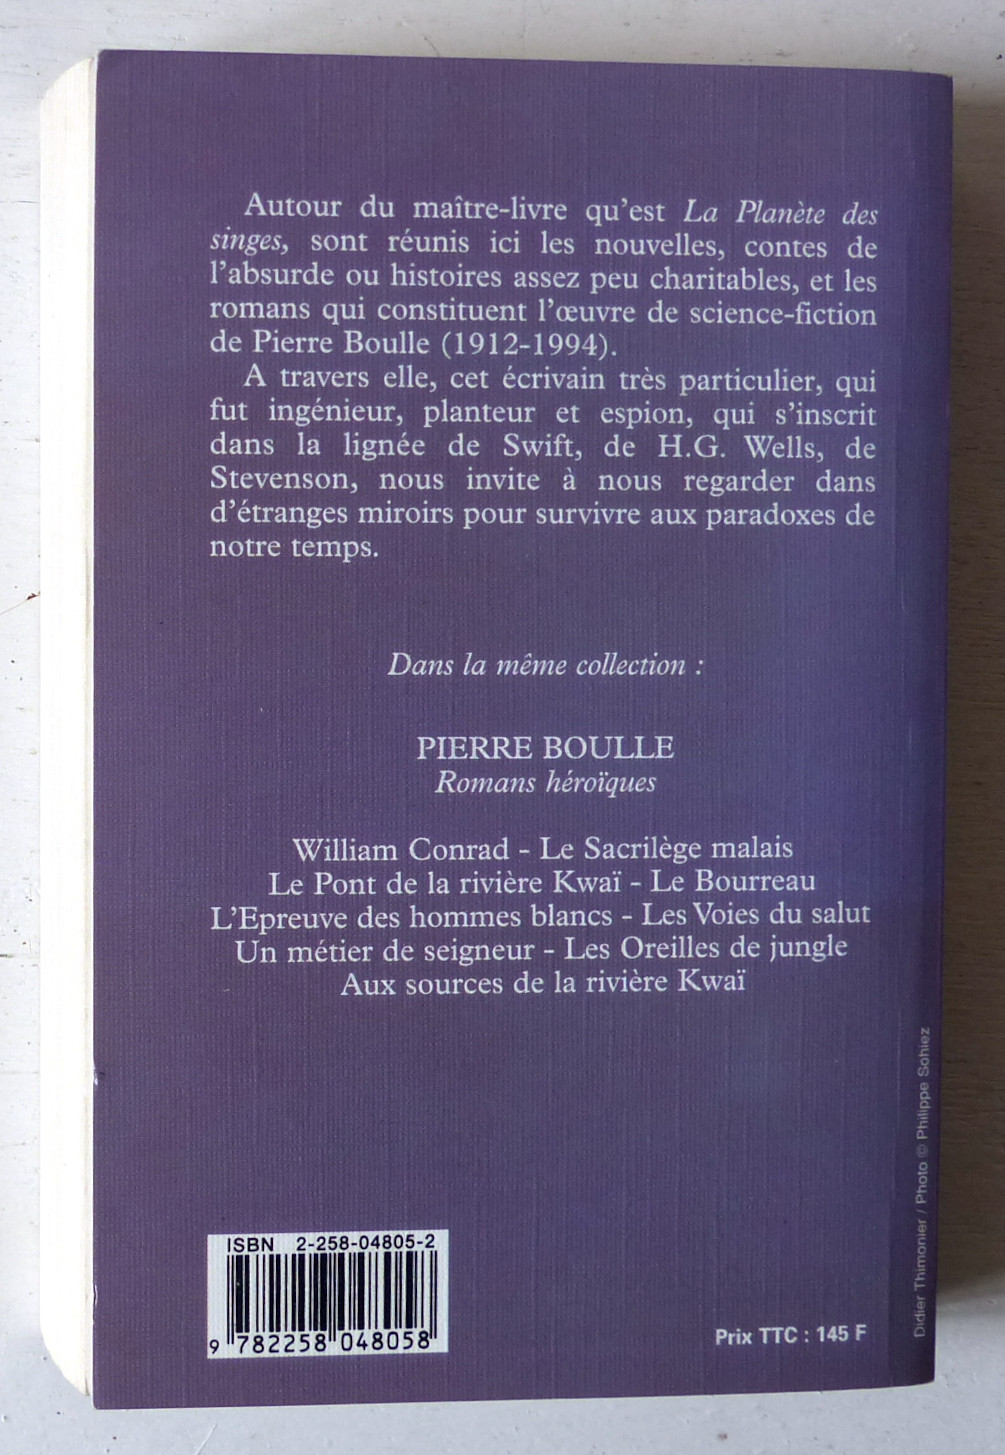 Autour du maître-livre qu'est La Planète des
singes, sont réunis ici les nouvelles, contes de
l'absurde ou histoires assez peu charitables, et les
romans qui constituent l'œuvre de science-fiction
de Pierre Boulle (1912-1994).
A travers elle, cet écrivain très particulier, qui
fut ingénieur, planteur et espion, qui s'inscrit
dans la lignée de Swift, de H.G. Wells, de
Stevenson, nous invite à nous regarder dans
d'étranges miroirs pour survivre aux paradoxes de
notre temps.
Dans la même collection :
PIERRE BOULLE
Romans héroïques
William Conrad - Le Sacrilège malais
Le Pont de la rivière Kwaï - Le Bourreau
L'Epreuve des hommes blancs - Les Voies du salut
Un métier de seigneur - Les Oreilles de jungle
Aux sources de la rivière Kwaï
ISBN 2-258-04805-2
9 782258 048058
Prix TTC : 145 F
Didier Thimonier / Photo © Philippe Sohiez